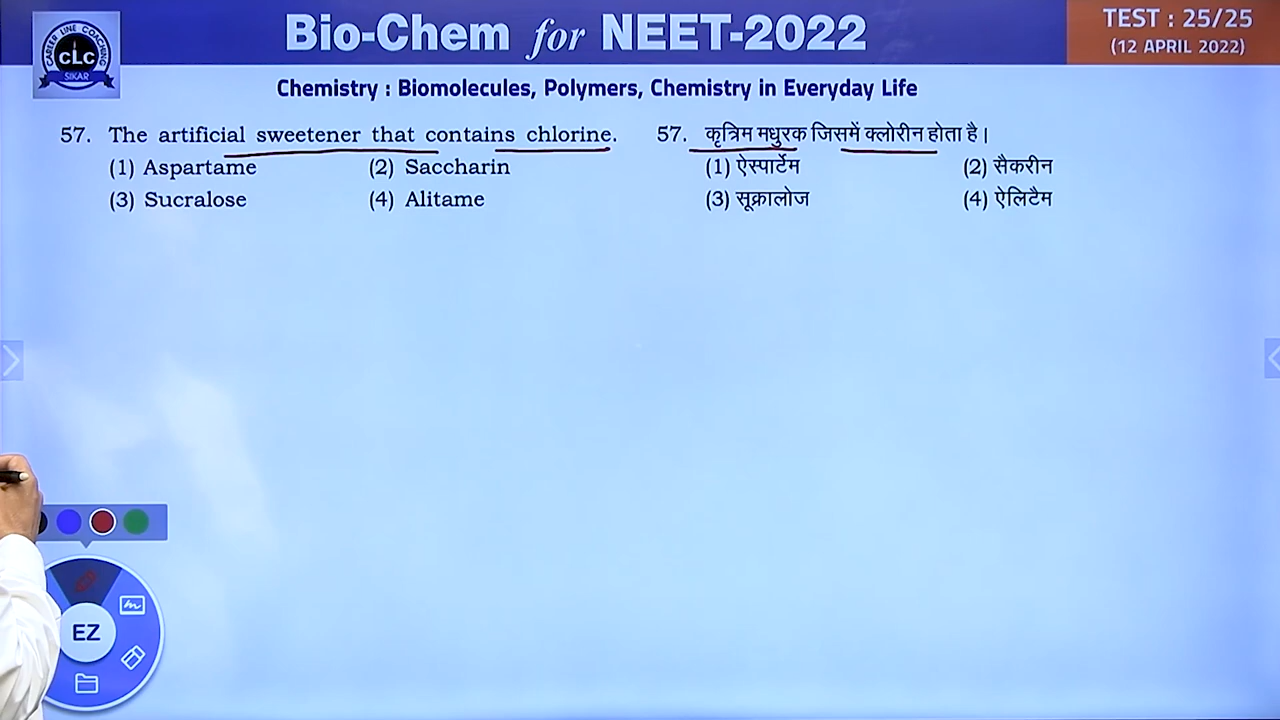 CAREER LINE COACHING
CLC
SIKAR
Bio-Chem for NEET-2022
TEST : 25/25
(12 APRIL 2022)
Chemistry : Biomolecules, Polymers, Chemistry in Everyday Life
57. The artificial sweetener that contains chlorine.
(1) Aspartame (2) Saccharin
(3) Sucralose (4) Alitame
57. कृत्रिम मधुरक जिसमें क्लोरीन होता है।
(1) ऐस्पार्टेम (2) सैकरीन
(3) सूक्रालोज (4) ऐलिटैम
EZ